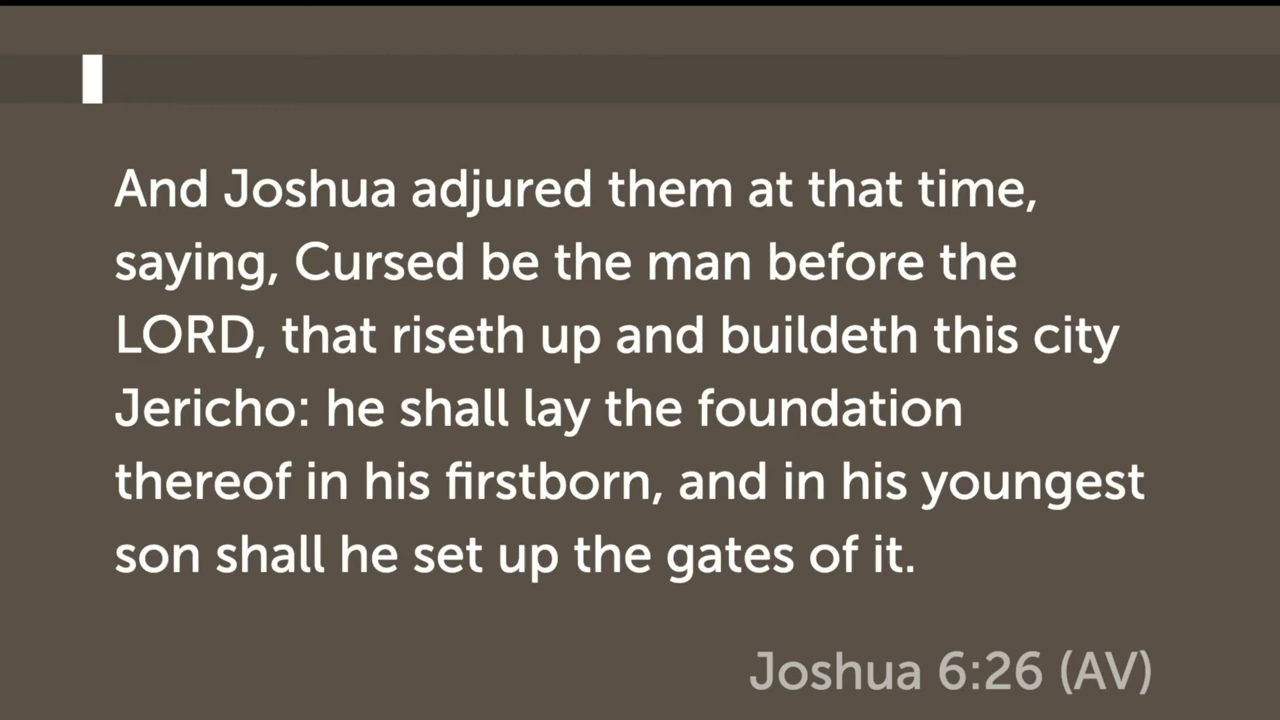 And Joshua adjured them at that time,
saying, Cursed be the man before the
LORD, that riseth up and buildeth this city
Jericho: he shall lay the foundation
thereof in his firstborn, and in his youngest
son shall he set up the gates of it.
Joshua 6:26 (AV)